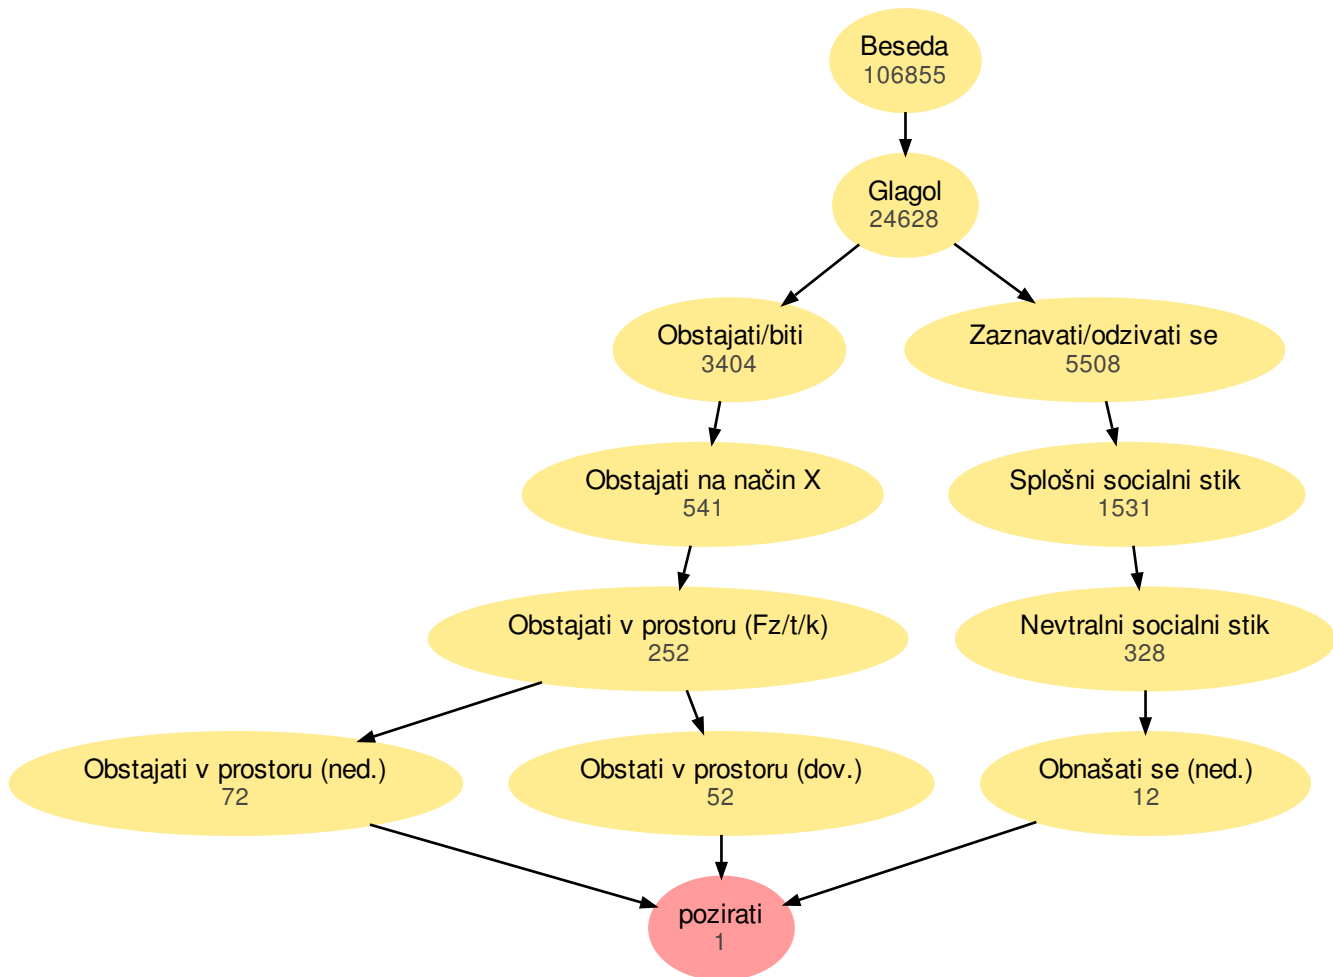 Beseda
106855
Glagol
24628
Obstajati/biti
3404
Zaznavati/odzivati se
5508
Obstajati na način X
541
Splošni socialni stik
1531
Obstajati v prostoru (Fz/t/k)
252
Nevtralni socialni stik
328
Obstajati v prostoru (ned.)
72
Obstati v prostoru (dov.)
52
Obnašati se (ned.)
12
pozirati
1